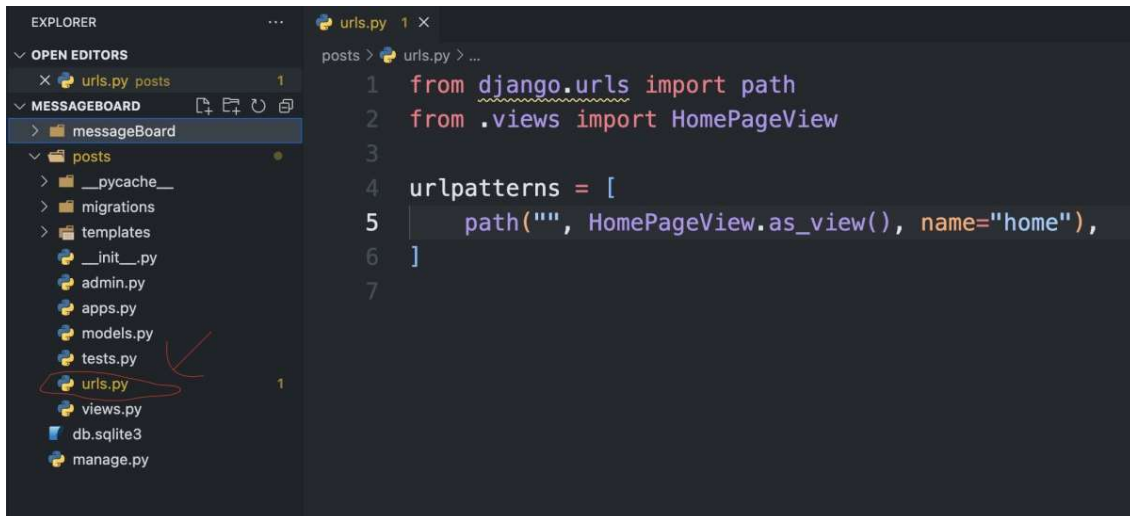 EXPLORER
OPEN EDITORS
urls.py posts 1
MESSAGEBOARD
messageBoard
posts
__pycache__
migrations
templates
__init__.py
admin.py
apps.py
models.py
tests.py
urls.py 1
views.py
db.sqlite3
manage.py
urls.py 1
posts > urls.py > ...
1 from django.urls import path
2 from .views import HomePageView
3
4 urlpatterns = [
5 path("", HomePageView.as_view(), name="home"),
6 ]
7